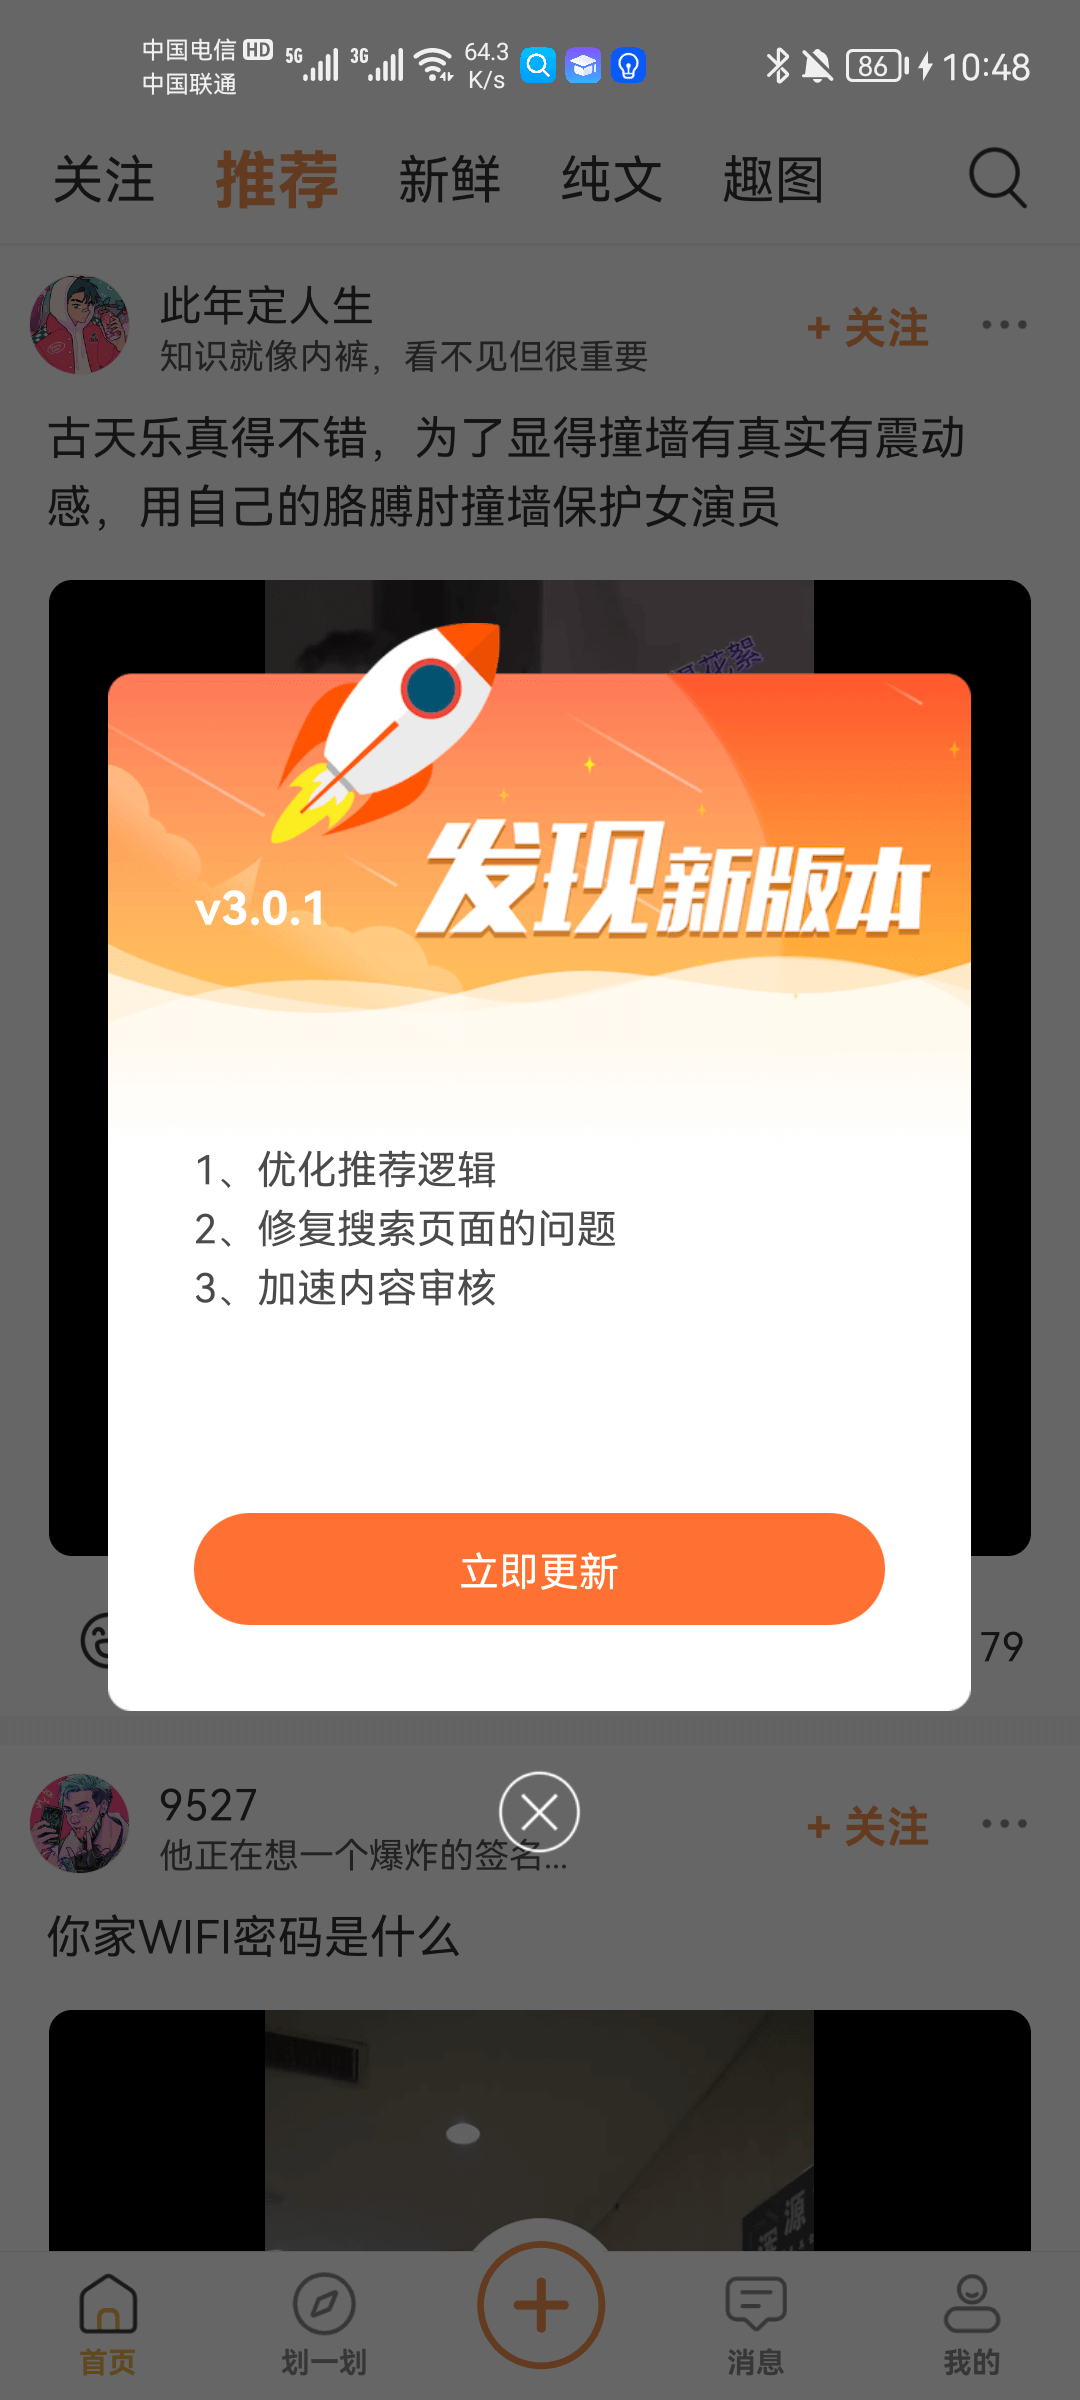 中国电信 HD 5G 3G 64.3 K/s 86 10:48
中国联通
关注 推荐 新鲜 纯文 趣图
此年定人生
知识就像内裤，看不见但很重要
+ 关注
古天乐真得不错，为了显得撞墙有真实有震动
感，用自己的胳膊肘撞墙保护女演员
花絮
v3.0.1
发现新版本
1、优化推荐逻辑
2、修复搜索页面的问题
3、加速内容审核
立即更新
79
9527
他正在想一个爆炸的签名...
+ 关注
你家WIFI密码是什么
源
首页 划一划 消息 我的